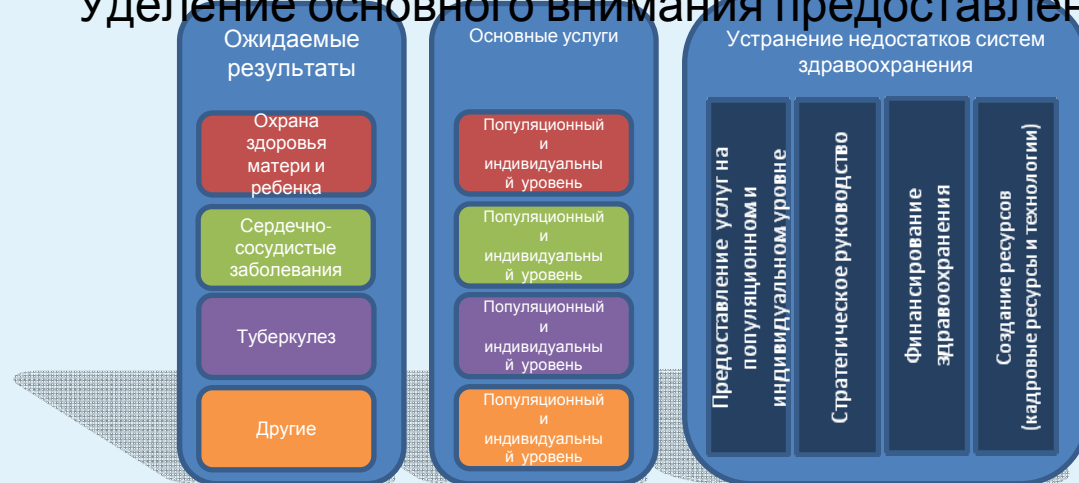 Уделение основного внимания предоставлен
Ожидаемые
результаты
Охрана
здоровья
матери и
ребенка
Сердечно-
сосудистые
заболевания
Туберкулез
Другие
Основные услуги
Популяционный
и
индивидуальны
й уровень
Популяционный
и
индивидуальны
й уровень
Популяционный
и
индивидуальны
й уровень
Популяционный
и
индивидуальны
й уровень
Устранение недостатков систем
здравоохранения
Предоставление услуг на
популяционном и
индивидуальном уровне
Стратегическое руководство
Финансирование
здравоохранения
Создание ресурсов
(кадровые ресурсы и технологии)